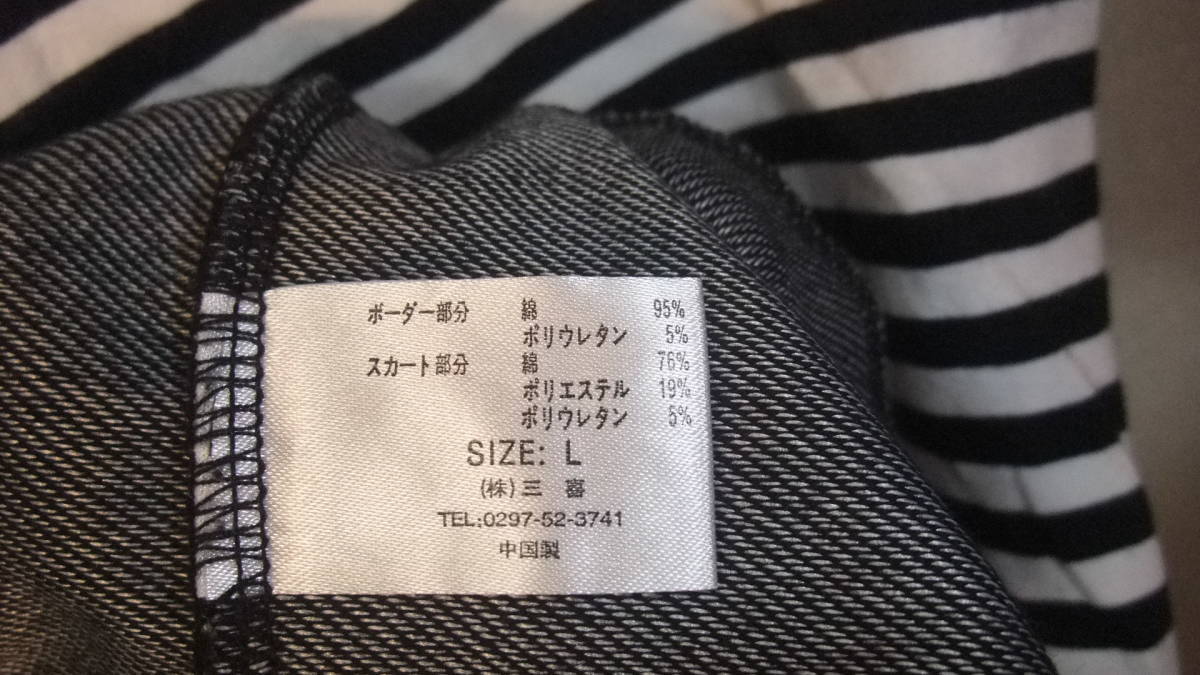 ボーダー部分 綿 95%
ポリウレタン 5%
スカート部分 綿 76%
ポリエステル 19%
ポリウレタン 5%
SIZE: L
(株)三 喜
TEL:0297-52-3741
中国製